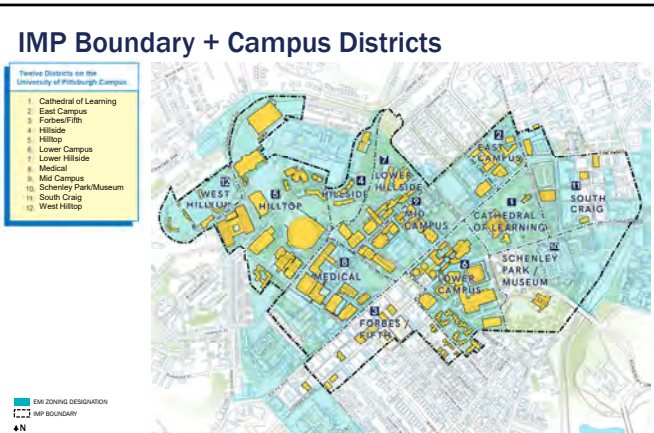 IMP Boundary + Campus Districts
Twelve Districts on the
University of Pittsburgh Campus
1. Cathedral of Learning
2. East Campus
3. Forbes/Fifth
4. Hillside
5. Hilltop
6. Lower Campus
7. Lower Hillside
8. Medical
9. Mid Campus
10. Schenley Park/Museum
11. South Craig
12. West Hilltop
2
EAST
CAMPUS
7
LOWER
HILLSIDE
12
WEST
HILLTOP
5
HILLTOP
4
HILLSIDE
9
MID
CAMPUS
1
CATHEDRAL
OF LEARNING
11
SOUTH
CRAIG
10
SCHENLEY
PARK /
MUSEUM
8
MEDICAL
6
LOWER
CAMPUS
3
FORBES /
FIFTH
EMI ZONING DESIGNATION
IMP BOUNDARY
N